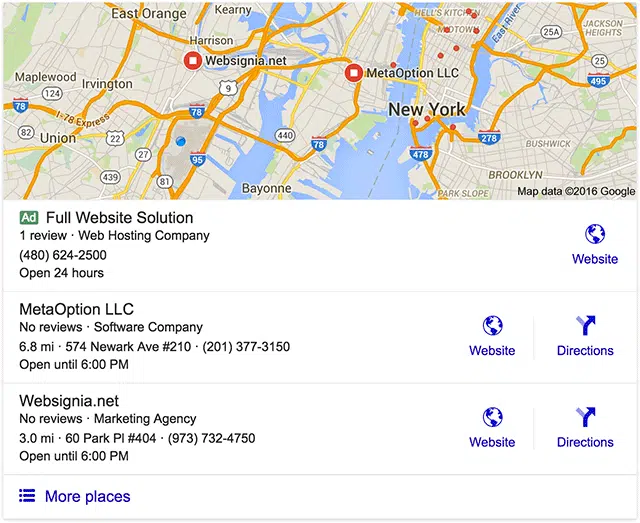 East Orange
Kearny
HELL'S KITCHEN
MIDTOWN
East River
JACKSON
HEIGHTS
Harrison
Websignia.net
25A
Maplewood
Irvington
MetaOption LLC
495
78
124
9
New York
I-78 Express
78
82
Union
22
440
278
27
95
78
478
BUSHWICK
439
81
Bayonne
BROOKLYN
PARK SLOPE
Map data ©2016 Google
Ad Full Website Solution
1 review · Web Hosting Company
(480) 624-2500
Open 24 hours
Website
MetaOption LLC
No reviews · Software Company
6.8 mi · 574 Newark Ave #210 · (201) 377-3150
Open until 6:00 PM
Website
Directions
Websignia.net
No reviews · Marketing Agency
3.0 mi · 60 Park Pl #404 · (973) 732-4750
Open until 6:00 PM
Website
Directions
More places